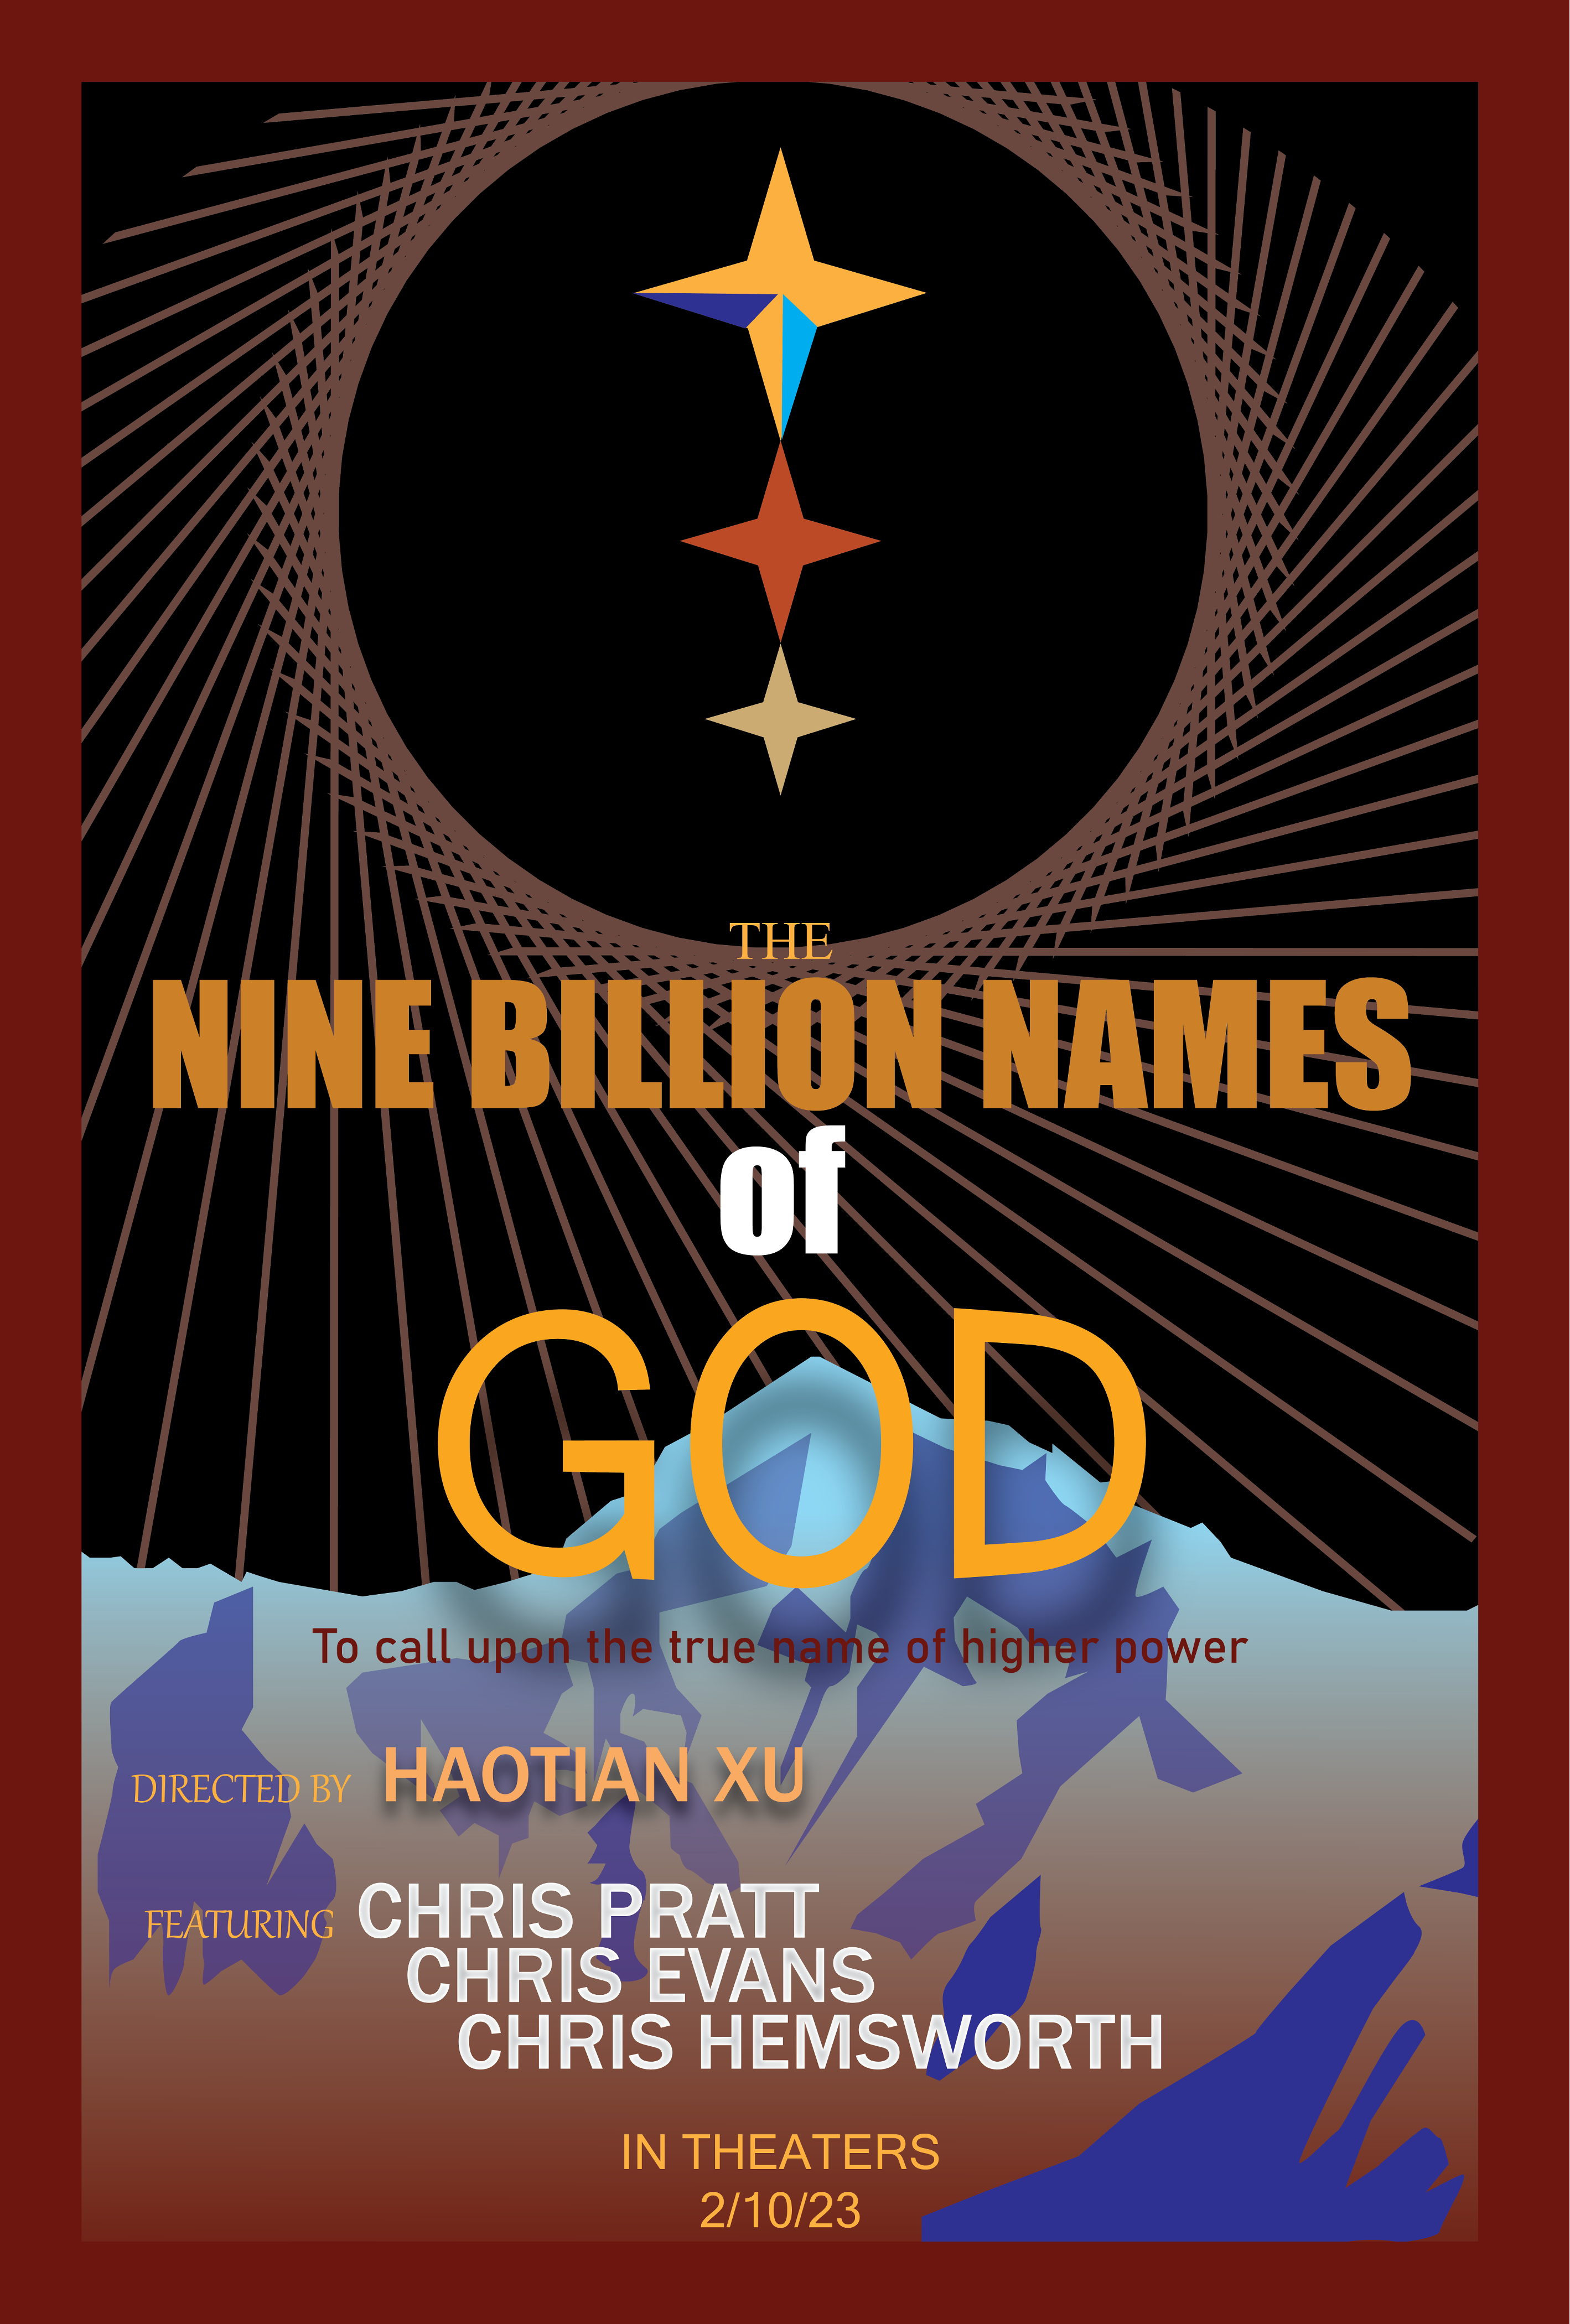 THE
NINE BILLION NAMES
of
GOD
To call upon the true name of higher power
DIRECTED BY HAOTIAN XU
FEATURING CHRIS PRATT
CHRIS EVANS
CHRIS HEMSWORTH
IN THEATERS
2/10/23